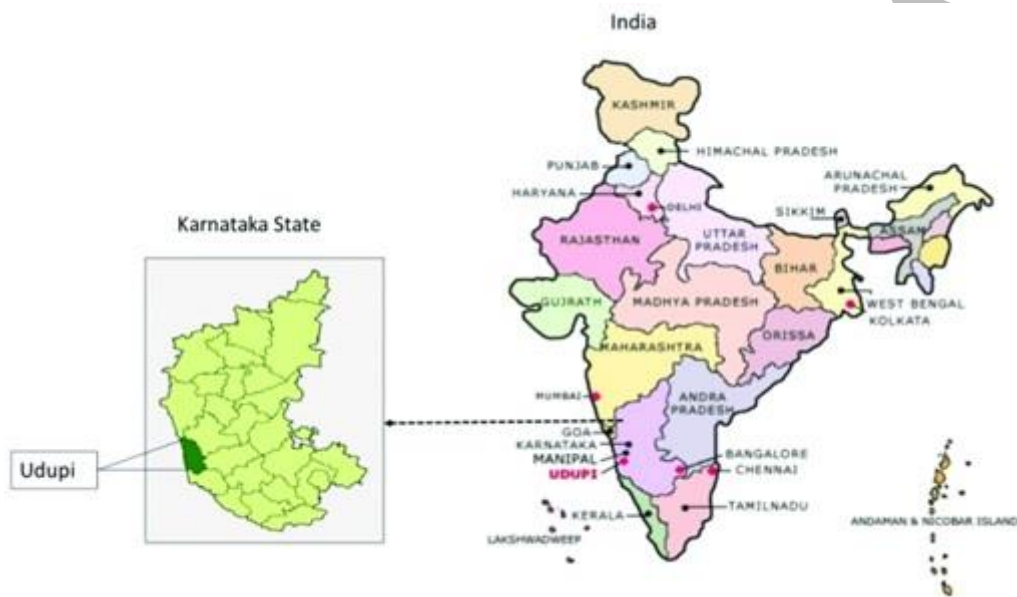 India
KASHMIR
HIMACHAL PRADESH
PUNJAB
ARUNACHAL
PRADESH
HARYANA
DELHI
SIKKIM
ASSAM
Karnataka State
RAJASTHAN
UTTAR
PRADESH
BIHAR
GUJRATH
MADHYA PRADESH
WEST BENGAL
KOLKATA
ORISSA
MAHARASHTRA
MUMBAI
ANDRA
PRADESH
GOA
KARNATAKA
MANIPAL
UDUPI
BANGALORE
CHENNAI
Udupi
KERALA
TAMILNADU
LAKSHWADWEEP
ANDAMAN & NICOBAR ISLAND